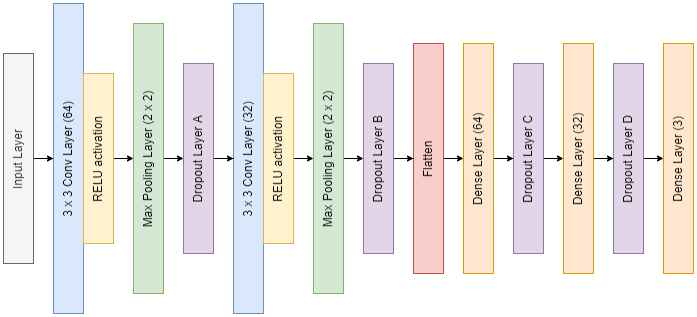 Input Layer
3 x 3 Conv Layer (64)
RELU activation
Max Pooling Layer (2 x 2)
Dropout Layer A
3 x 3 Conv Layer (32)
RELU activation
Max Pooling Layer (2 x 2)
Dropout Layer B
Flatten
Dense Layer (64)
Dropout Layer C
Dense Layer (32)
Dropout Layer D
Dense Layer (3)